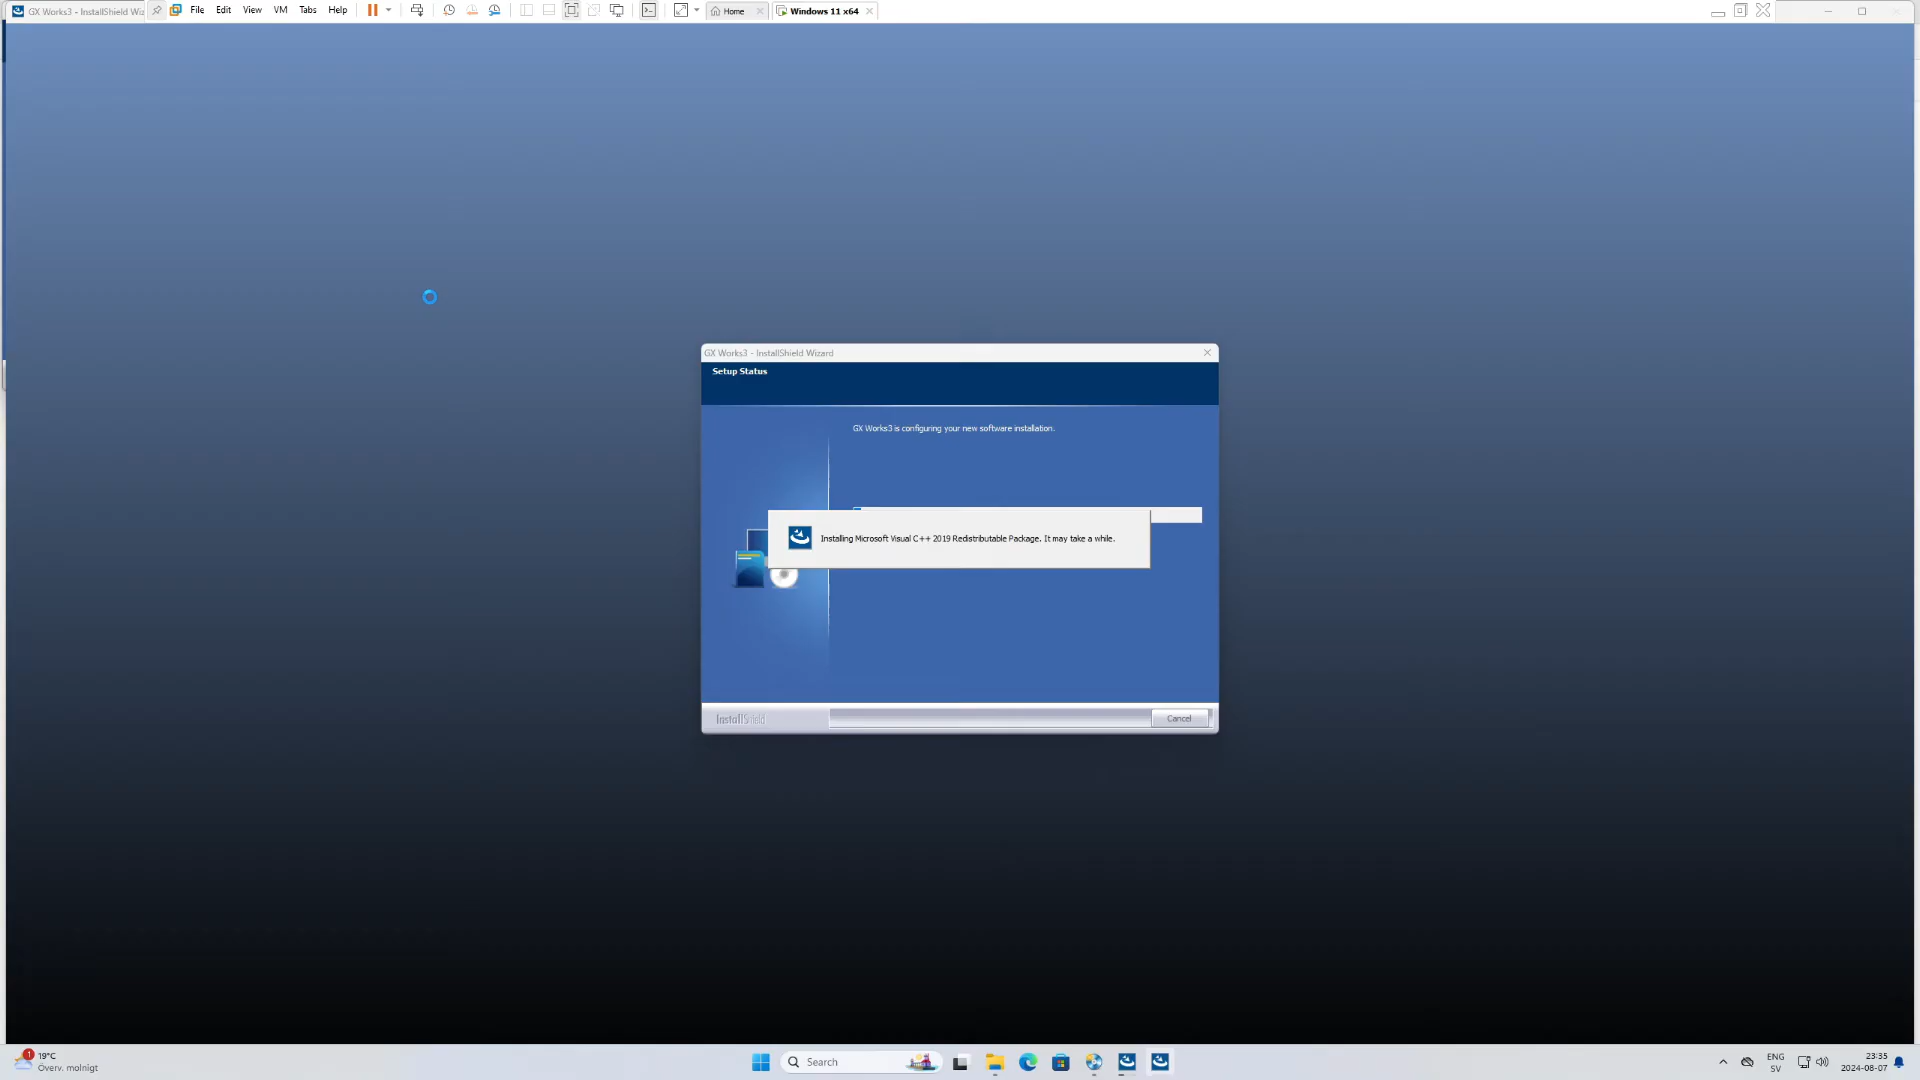 GX Works3 - InstallShield Wiz
File
Edit
View
VM
Tabs
Help
Home
Windows 11 x64
GX Works3 - InstallShield Wizard
Setup Status
GX Works3 is configuring your new software installation.
Installing Microsoft Visual C++ 2019 Redistributable Package. It may take a while.
InstallShield
Cancel
1
19°C
Överv. molnigt
Search
ENG
SV
23:35
2024-08-07